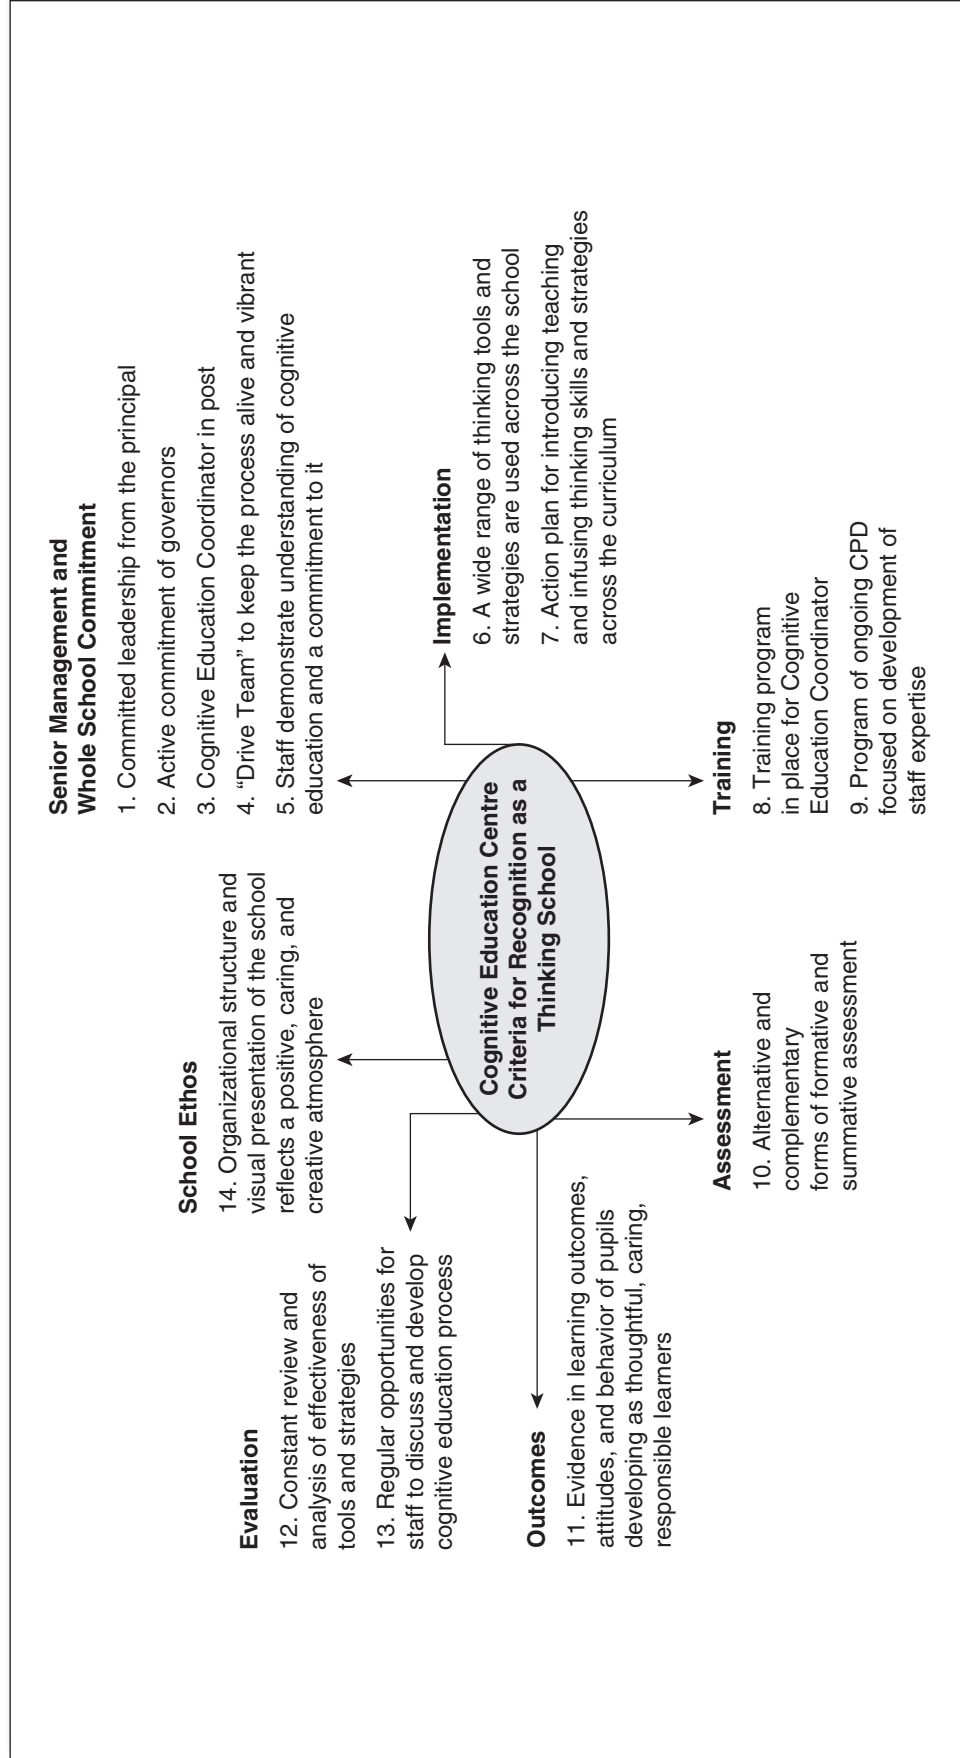 Cognitive Education Centre
Criteria for Recognition as a
Thinking School
Senior Management and
Whole School Commitment
1. Committed leadership from the principal
2. Active commitment of governors
3. Cognitive Education Coordinator in post
4. “Drive Team” to keep the process alive and vibrant
5. Staff demonstrate understanding of cognitive
education and a commitment to it
Implementation
6. A wide range of thinking tools and
strategies are used across the school
7. Action plan for introducing teaching
and infusing thinking skills and strategies
across the curriculum
Training
8. Training program
in place for Cognitive
Education Coordinator
9. Program of ongoing CPD
focused on development of
staff expertise
Assessment
10. Alternative and
complementary
forms of formative and
summative assessment
Outcomes
11. Evidence in learning outcomes,
attitudes, and behavior of pupils
developing as thoughtful, caring,
responsible learners
Evaluation
12. Constant review and
analysis of effectiveness of
tools and strategies
13. Regular opportunities for
staff to discuss and develop
cognitive education process
School Ethos
14. Organizational structure and
visual presentation of the school
reflects a positive, caring, and
creative atmosphere